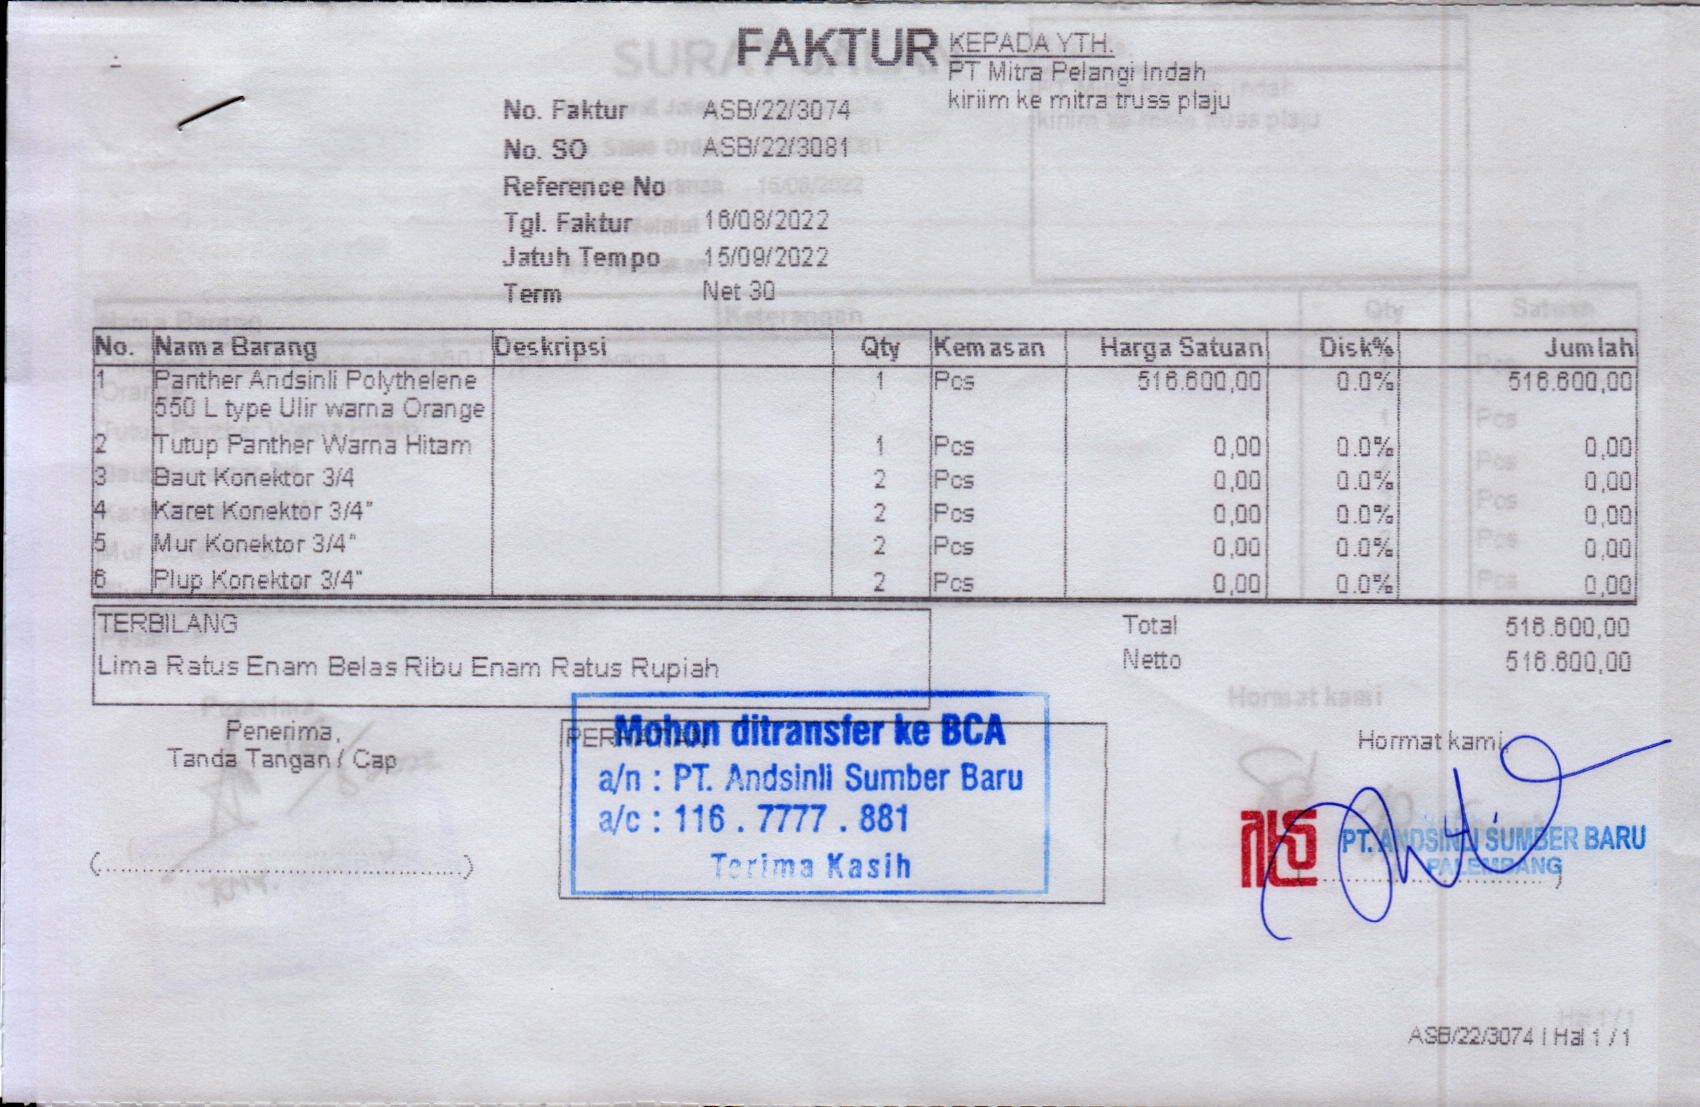 FAKTUR
KEPADA YTH.
PT Mitra Pelangi Indah
kiriim ke mitra truss plaju
No. Faktur ASB/22/3074
No. SO ASB/22/3081
Reference No
Tgl. Faktur 16/08/2022
Jatuh Tempo 15/09/2022
Term Net 30
No. Nama Barang Deskripsi Qty Kemasan Harga Satuan Disk% Jumlah
1 Panther Andsinli Polythelene 1 Pcs 516.600,00 0.0% 516.600,00
550 L type Ulir warna Orange
2 Tutup Panther Warna Hitam 1 Pcs 0,00 0.0% 0,00
3 Baut Konektor 3/4 2 Pcs 0,00 0.0% 0,00
4 Karet Konektor 3/4" 2 Pcs 0,00 0.0% 0,00
5 Mur Konektor 3/4" 2 Pcs 0,00 0.0% 0,00
6 Plup Konektor 3/4" 2 Pcs 0,00 0.0% 0,00
TERBILANG
Lima Ratus Enam Belas Ribu Enam Ratus Rupiah
Total 516.600,00
Netto 516.600,00
Penerima,
Tanda Tangan / Cap
Mohon ditransfer ke BCA
a/n : PT. Andsinli Sumber Baru
a/c : 116 . 7777 . 881
Terima Kasih
Hormat kami,
PT. ANDSINLI SUMBER BARU
PALEMBANG
ASB/22/3074 | Hal 1 / 1